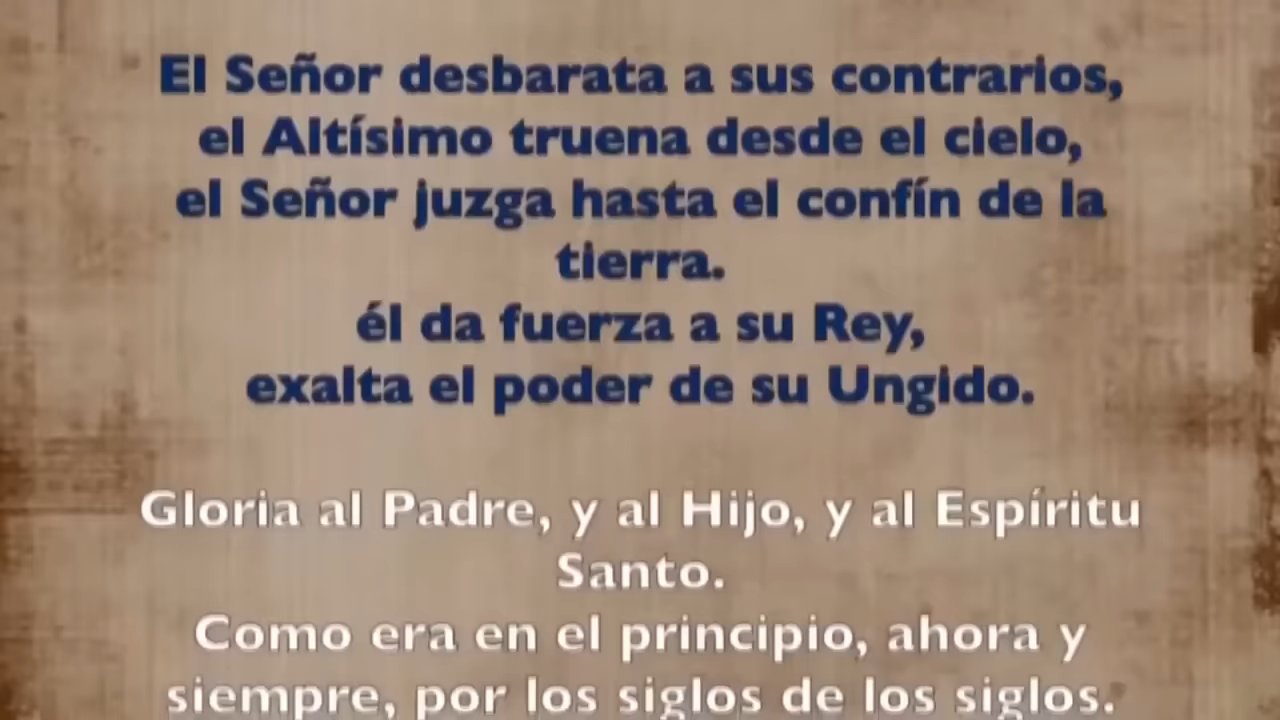 El Señor desbarata a sus contrarios,
el Altísimo truena desde el cielo,
el Señor juzga hasta el confín de la
tierra.
él da fuerza a su Rey,
exalta el poder de su Ungido.
Gloria al Padre, y al Hijo, y al Espíritu
Santo.
Como era en el principio, ahora y
siempre, por los siglos de los siglos.